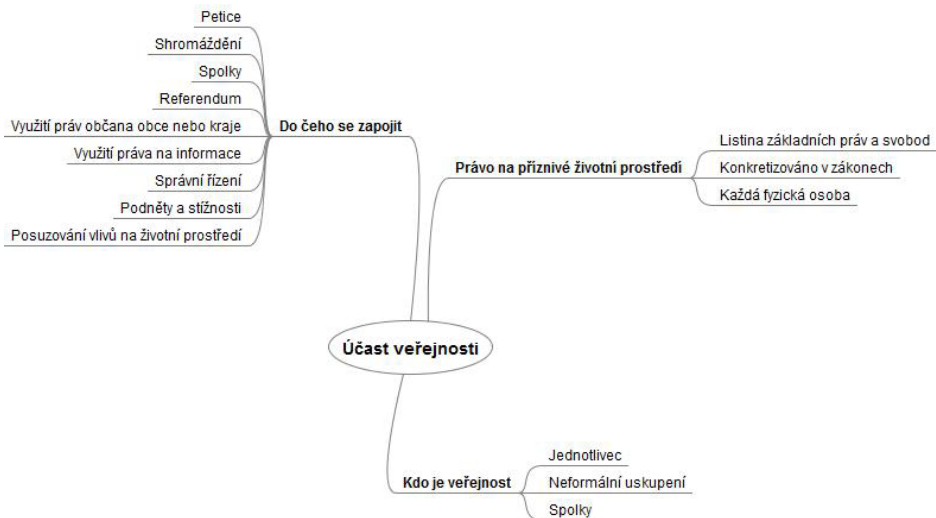 Petice
Shromáždění
Spolky
Referendum
Využití práv občana obce nebo kraje
Využití práva na informace
Správní řízení
Podněty a stížnosti
Posuzování vlivů na životní prostředí
Do čeho se zapojit
Právo na příznivé životní prostředí
Listina základních práv a svobod
Konkretizováno v zákonech
Každá fyzická osoba
Účast veřejnosti
Kdo je veřejnost
Jednotlivec
Neformální uskupení
Spolky